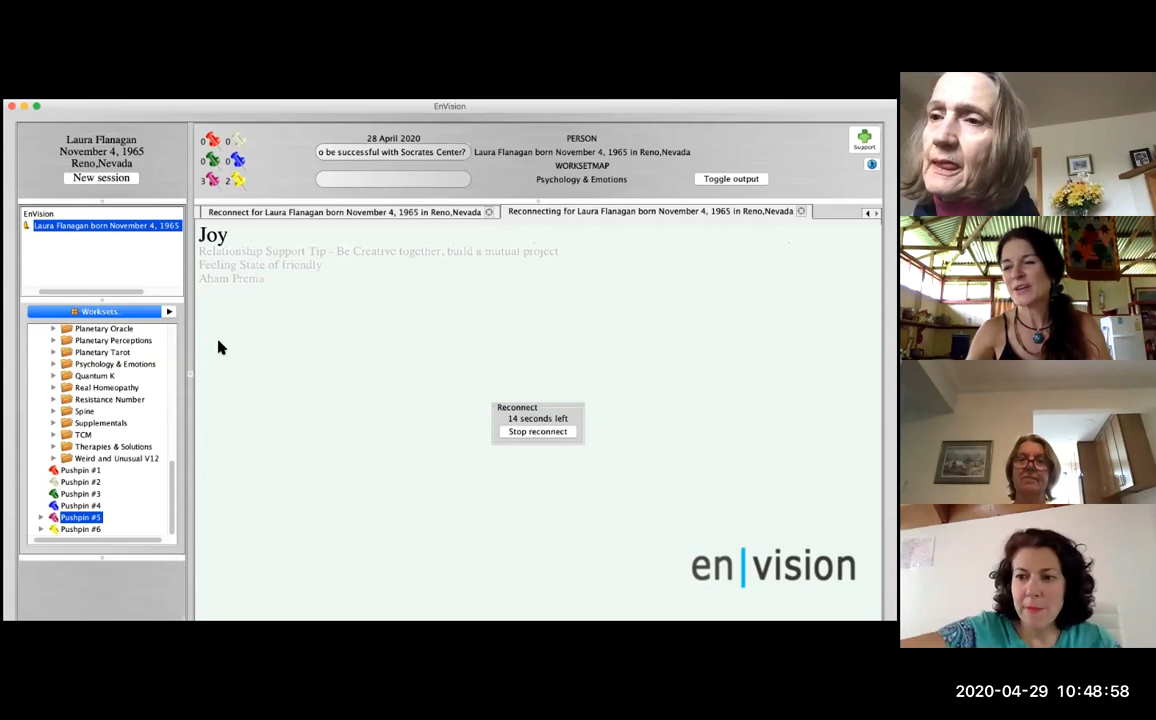 EnVision
Laura Flanagan
November 4, 1965
Reno,Nevada
New session
0 0
0 0
3 2
28 April 2020
o be successful with Socrates Center?
PERSON
Laura Flanagan born November 4, 1965 in Reno,Nevada
WORKSETMAP
Psychology & Emotions
Toggle output
Support
EnVision
Laura Flanagan born November 4, 1965
Worksets.
Planetary Oracle
Planetary Perceptions
Planetary Tarot
Psychology & Emotions
Quantum K
Real Homeopathy
Resistance Number
Spine
Supplementals
TCM
Therapies & Solutions
Weird and Unusual V12
Pushpin #1
Pushpin #2
Pushpin #3
Pushpin #4
Pushpin #5
Pushpin #6
Reconnect for Laura Flanagan born November 4, 1965 in Reno,Nevada
Reconnecting for Laura Flanagan born November 4, 1965 in Reno,Nevada
Joy
Relationship Support Tip - Be Creative together, build a mutual project
Feeling State of friendly
Aham Prema
Reconnect
14 seconds left
Stop reconnect
en|vision
2020-04-29 10:48:58